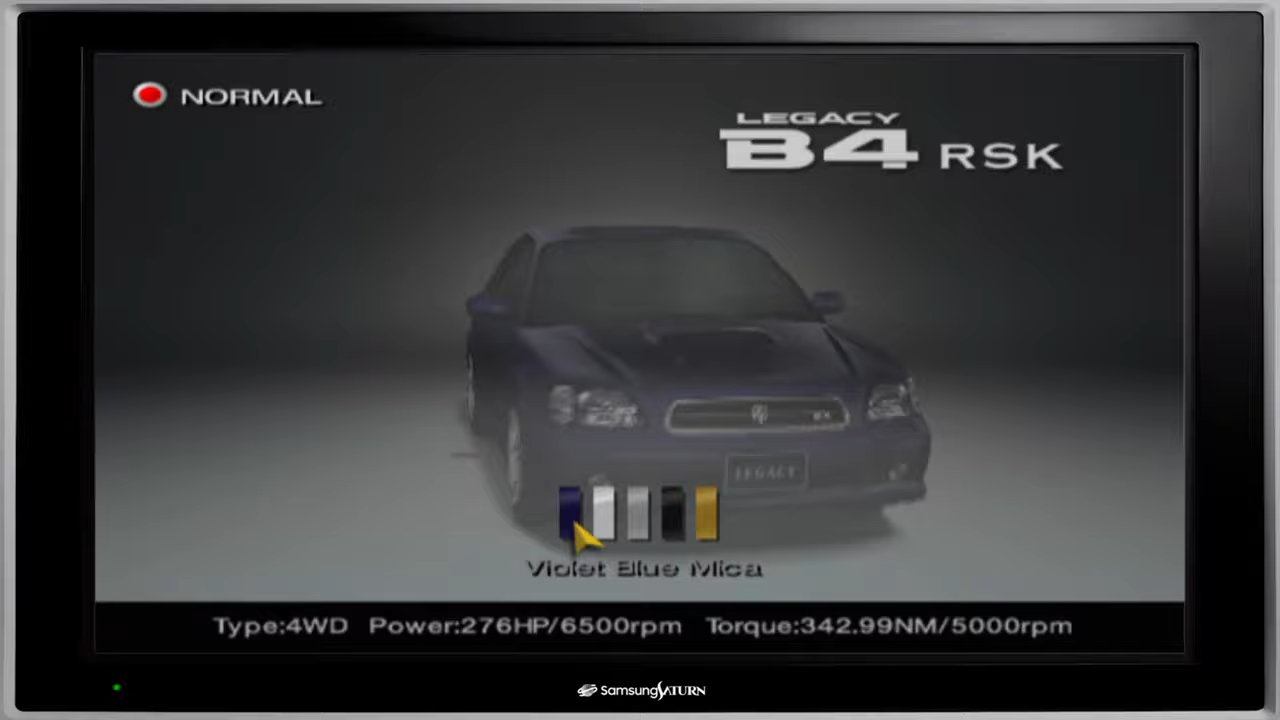 NORMAL
LEGACY
B4 RSK
LEGACY
Violet Blue Mica
Type:4WD Power:276HP/6500rpm Torque:342.99NM/5000rpm
SamsungSATURN